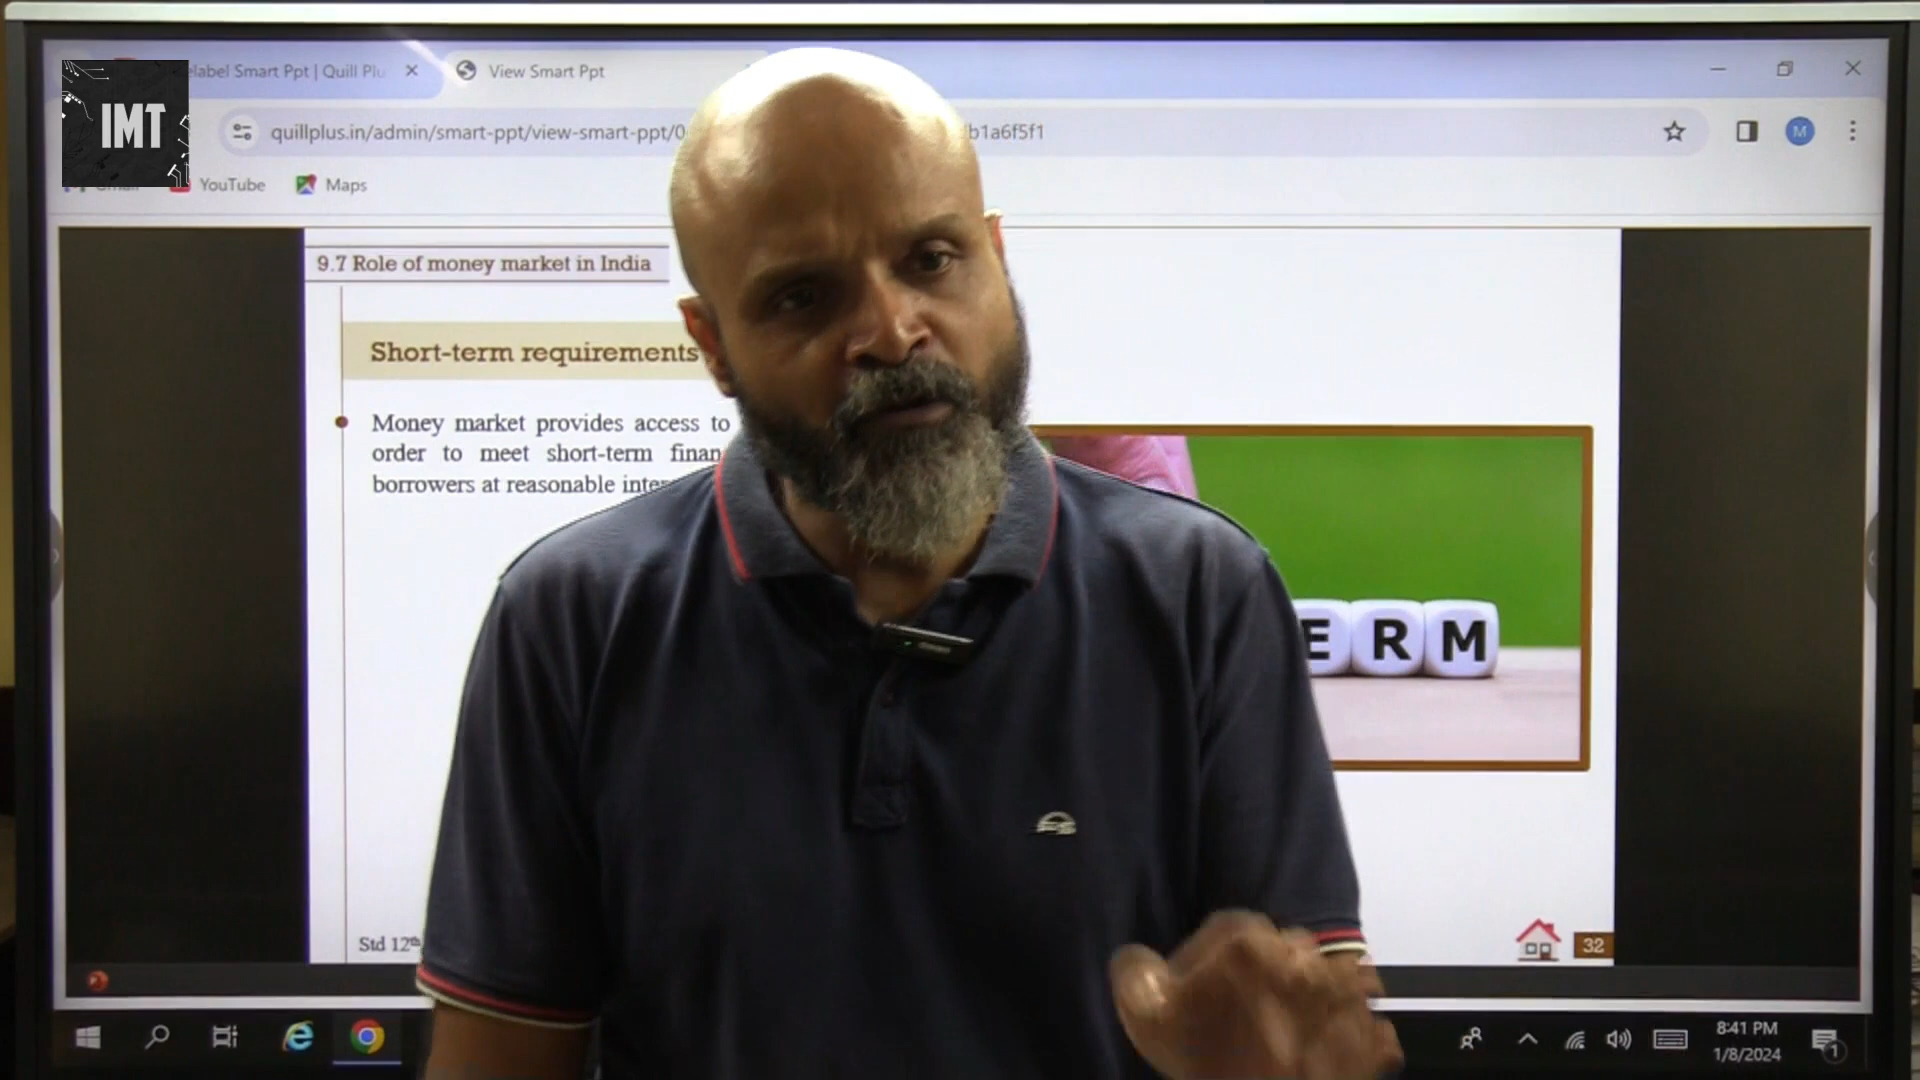 elabel Smart Ppt | Quill Plu
View Smart Ppt
IMT
quillplus.in/admin/smart-ppt/view-smart-ppt/0
b1a6f5f1
M
YouTube
Maps
9.7 Role of money market in India
Short-term requirements
Money market provides access to
order to meet short-term finan
borrowers at reasonable inte
ERM
Std 12th
32
8:41 PM
1/8/2024
1